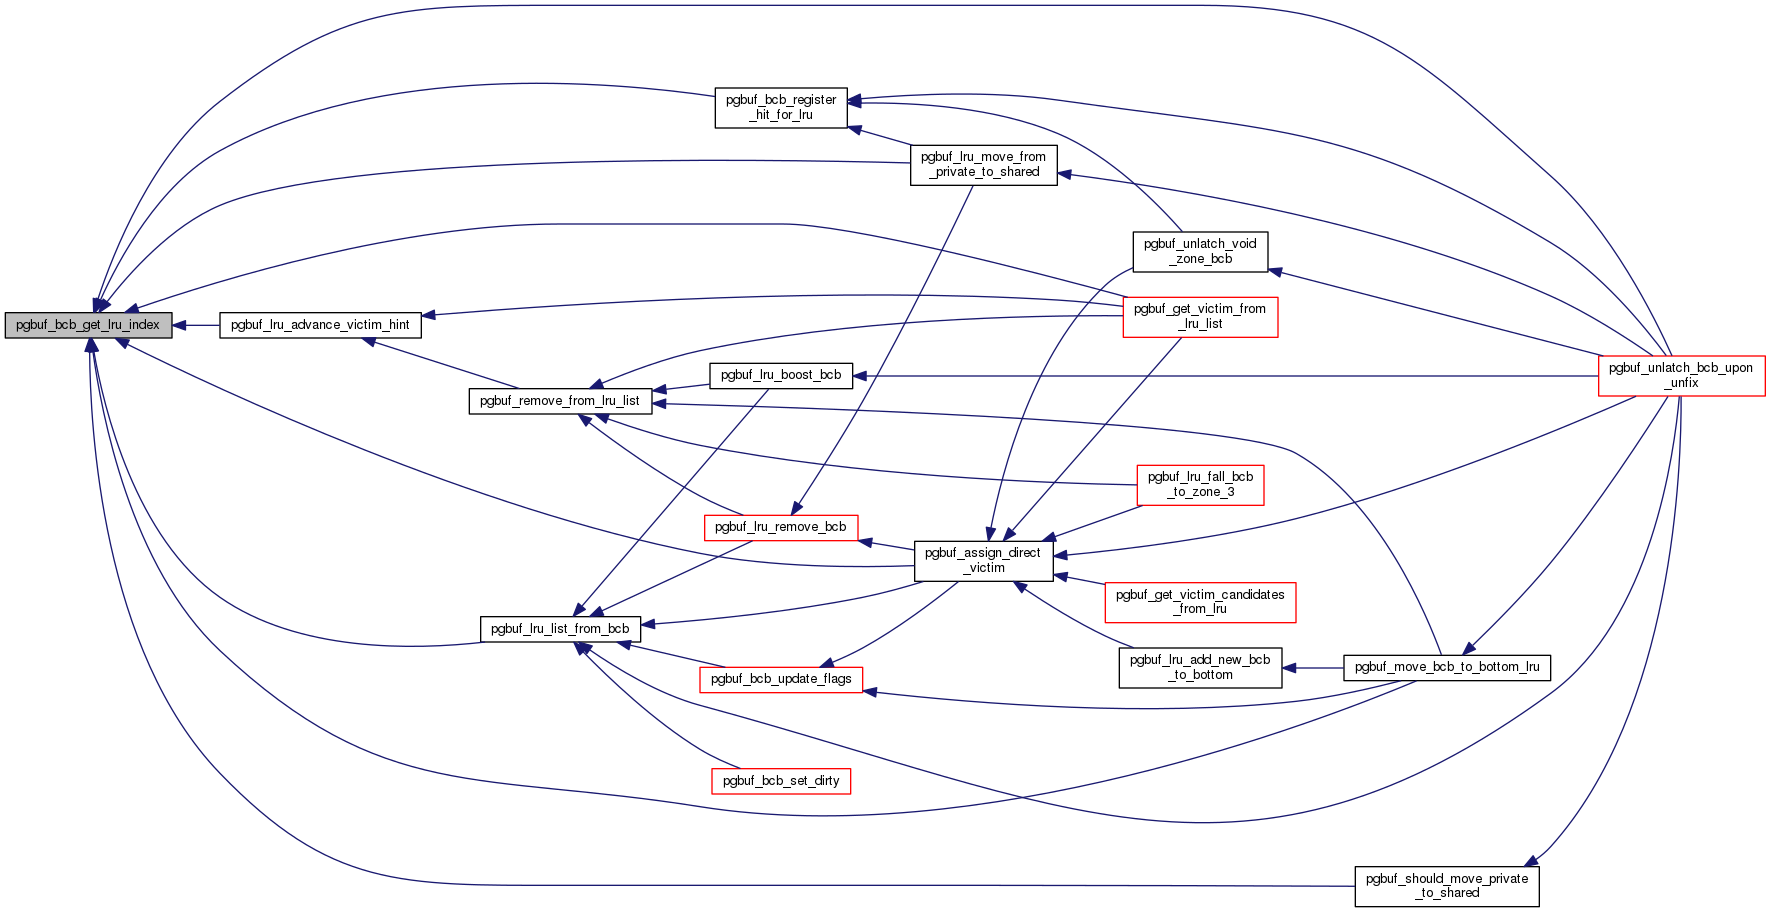 pgbuf_bcb_register
_hit_for_lru
pgbuf_lru_move_from
_private_to_shared
pgbuf_unlatch_void
_zone_bcb
pgbuf_get_victim_from
_lru_list
pgbuf_bcb_get_lru_index
pgbuf_lru_advance_victim_hint
pgbuf_lru_boost_bcb
pgbuf_unlatch_bcb_upon
_unfix
pgbuf_remove_from_lru_list
pgbuf_lru_fall_bcb
_to_zone_3
pgbuf_lru_remove_bcb
pgbuf_assign_direct
_victim
pgbuf_get_victim_candidates
_from_lru
pgbuf_lru_list_from_bcb
pgbuf_lru_add_new_bcb
_to_bottom
pgbuf_move_bcb_to_bottom_lru
pgbuf_bcb_update_flags
pgbuf_bcb_set_dirty
pgbuf_should_move_private
_to_shared